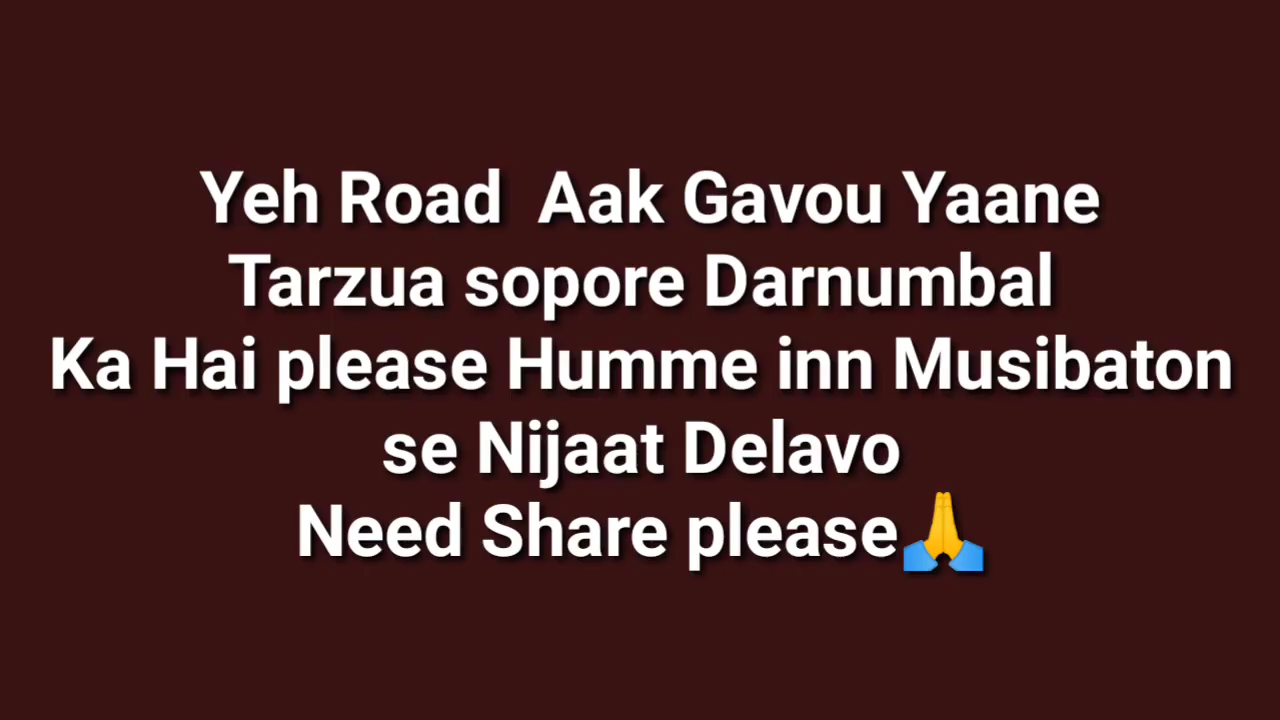 Yeh Road  Aak Gavou Yaane
Tarzua sopore Darnumbal
Ka Hai please Humme inn Musibaton
se Nijaat Delavo
Need Share please🙏